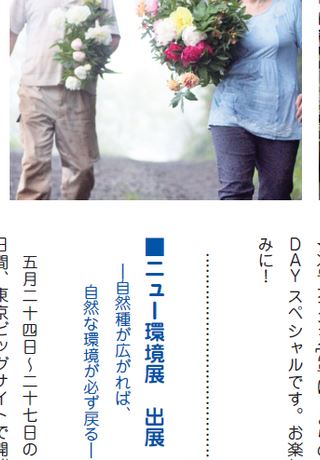 DAYスペシャルです。お楽し
みに！
■ニュー環境展　出展
―自然種が広がれば、
自然な環境が必ず戻る―
五月二十四日～二十七日の
日間、東京ビッグサイトで開